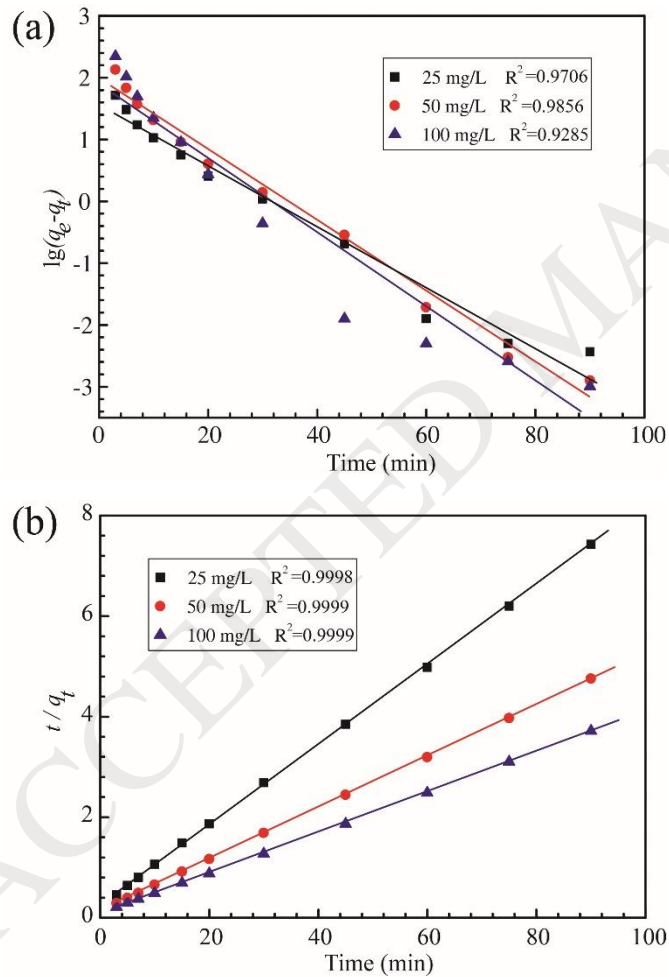 (a)
2
1
0
-1
-2
-3
lg(qₑ-qₜ)
25 mg/L R²=0.9706
50 mg/L R²=0.9856
100 mg/L R²=0.9285
0 20 40 60 80 100
Time (min)
(b)
8
6
4
2
0
t / qₜ
25 mg/L R²=0.9998
50 mg/L R²=0.9999
100 mg/L R²=0.9999
0 20 40 60 80 100
Time (min)
ACCEPTED MAN